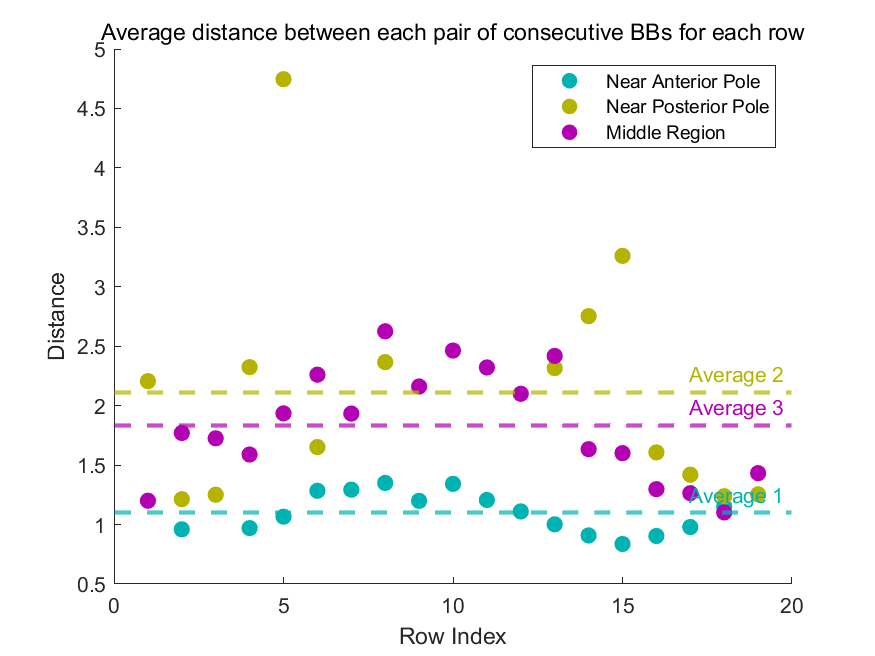 Average distance between each pair of consecutive BBs for each row
Near Anterior Pole
Near Posterior Pole
Middle Region
Average 2
Average 3
Average 1
Distance
5
4.5
4
3.5
3
2.5
2
1.5
1
0.5
0
5
10
15
20
Row Index